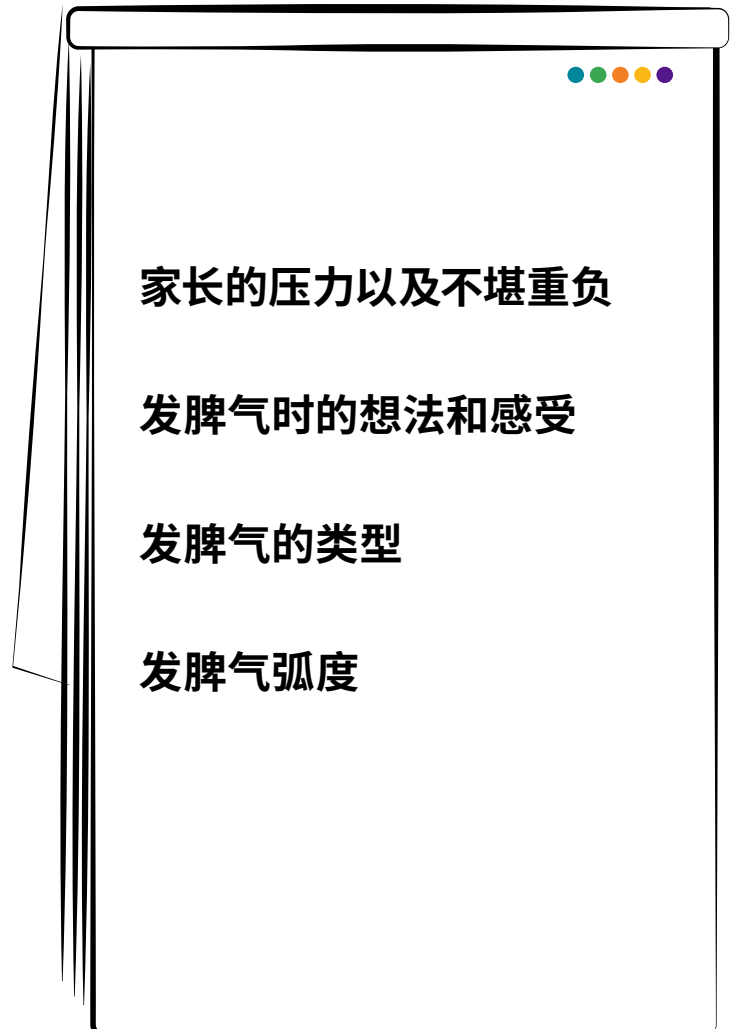 家长的压力以及不堪重负
发脾气时的想法和感受
发脾气的类型
发脾气弧度